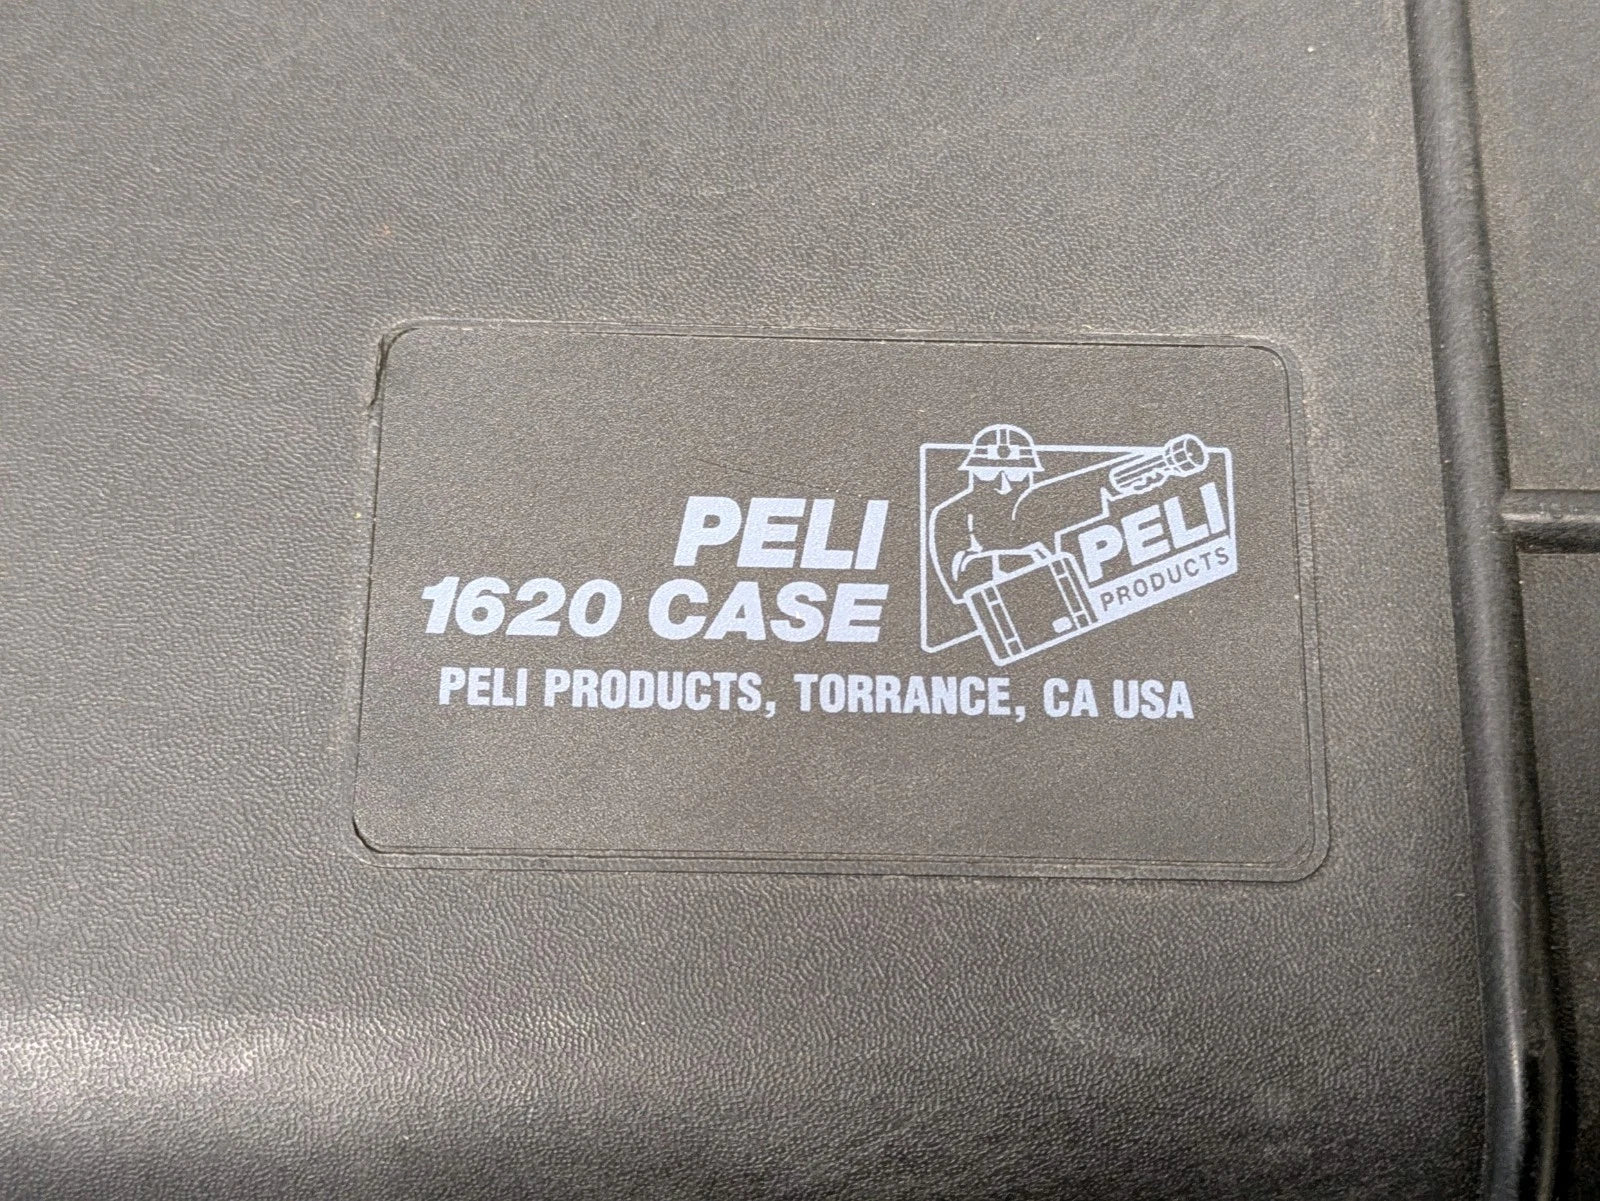 PELI
1620 CASE
PELI
PRODUCTS
PELI PRODUCTS, TORRANCE, CA USA